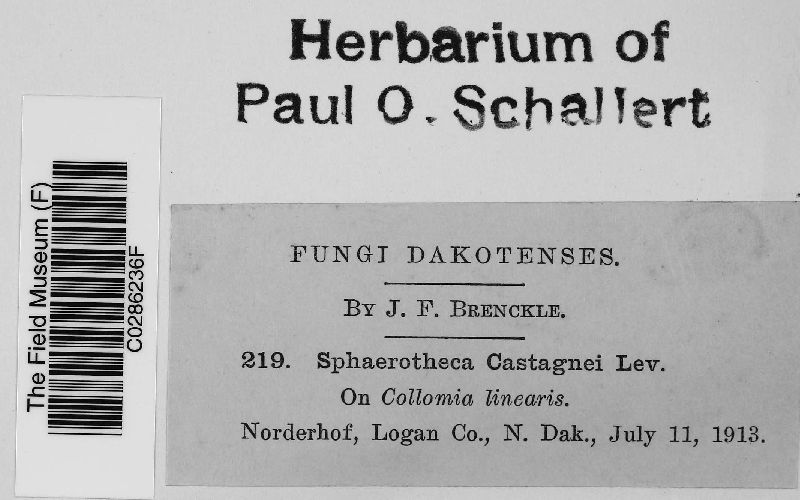 Herbarium of
Paul O. Schallert
The Field Museum (F)
C0286236F
FUNGI DAKOTENSES.
By J. F. Brenckle.
219. Sphaerotheca Castagnei Lev.
On Collomia linearis.
Norderhof, Logan Co., N. Dak., July 11, 1913.